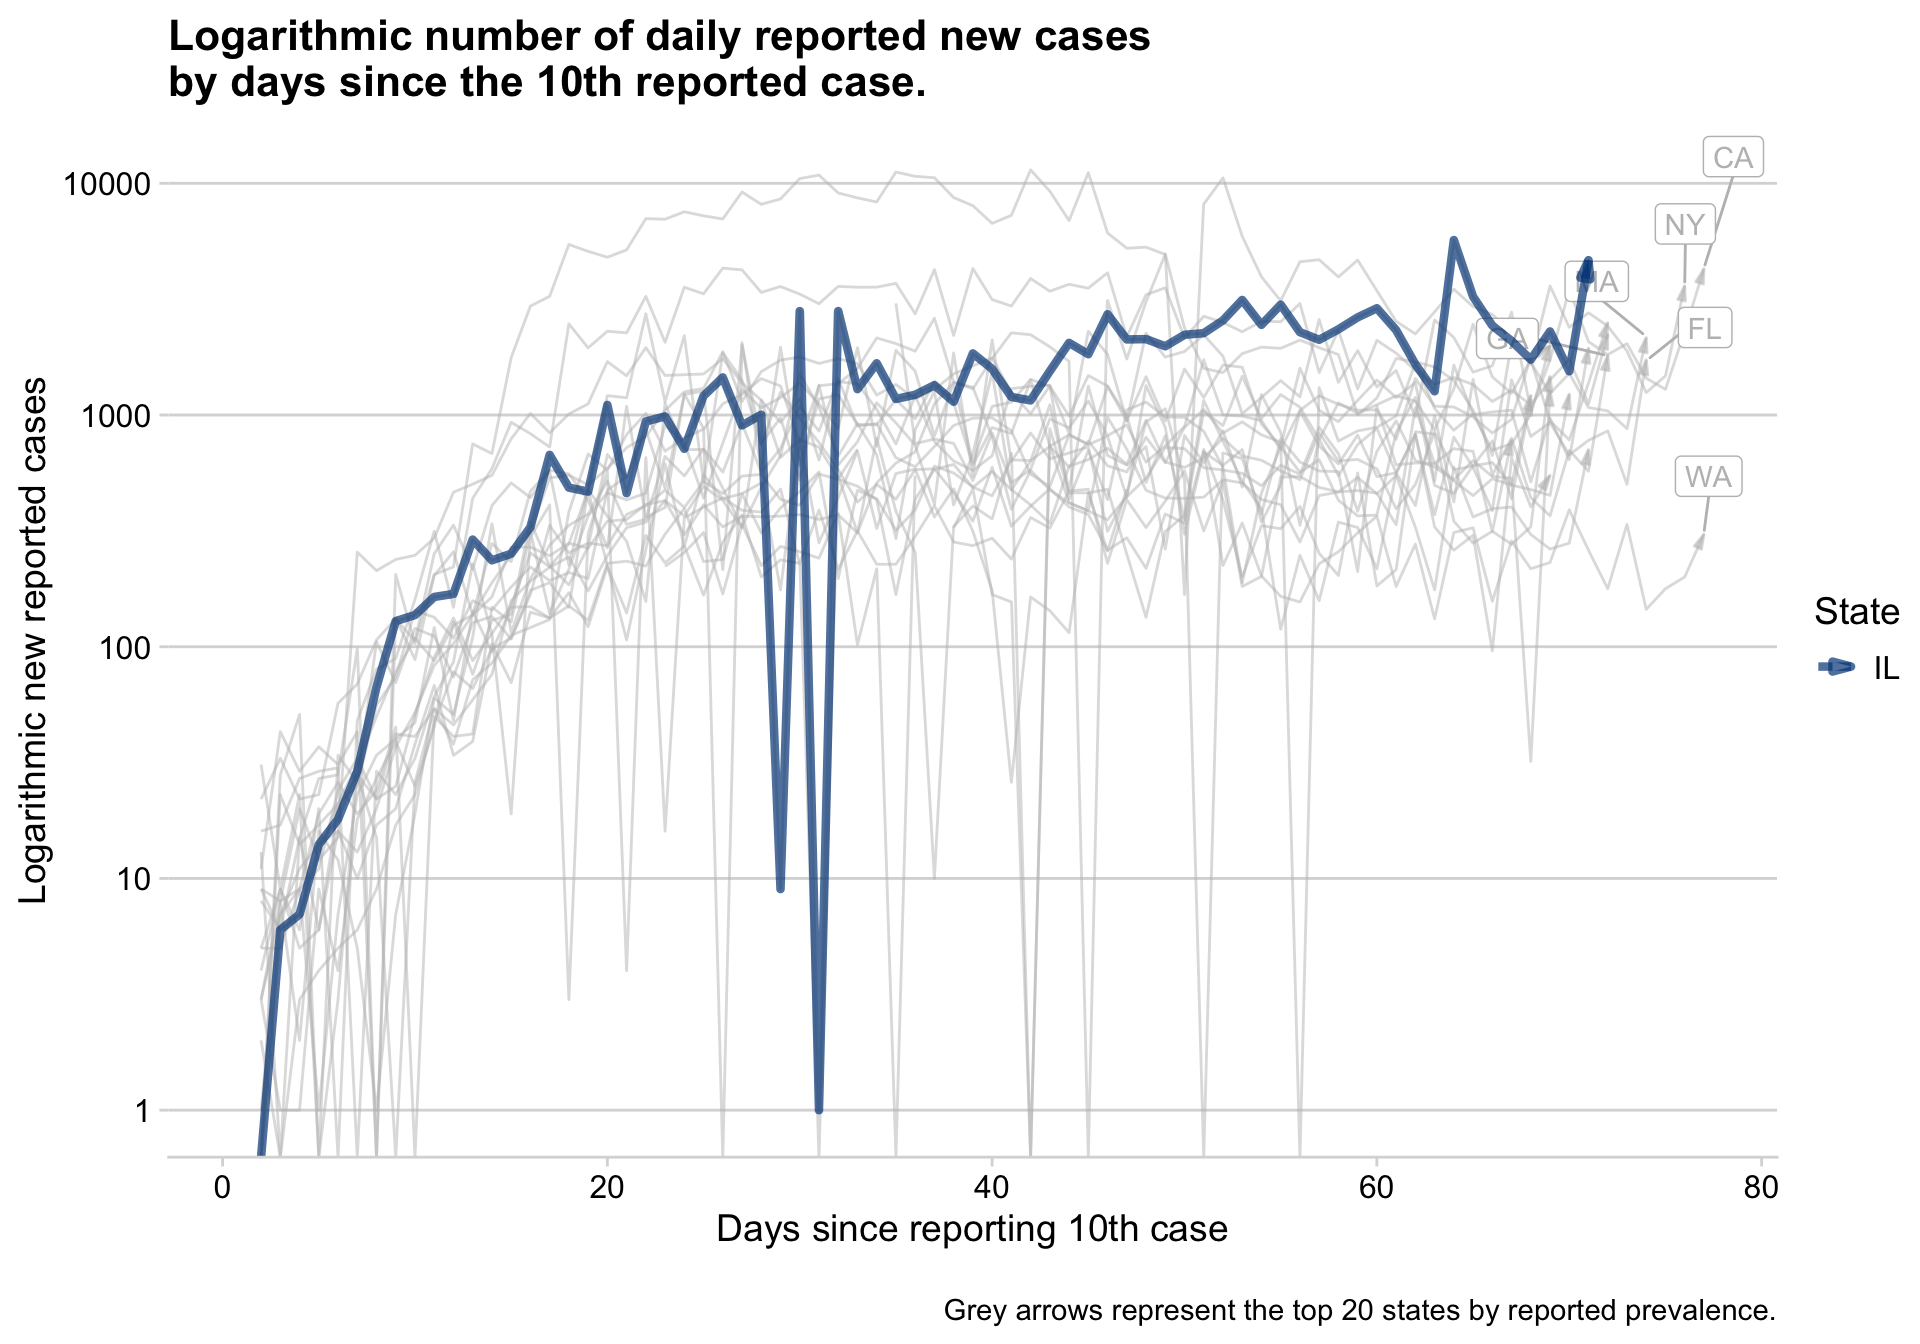 Logarithmic number of daily reported new cases
by days since the 10th reported case.
Logarithmic new reported cases
10000
1000
100
10
1
CA
NY
MA
FL
GA
WA
State
IL
0
20
40
60
80
Days since reporting 10th case
Grey arrows represent the top 20 states by reported prevalence.